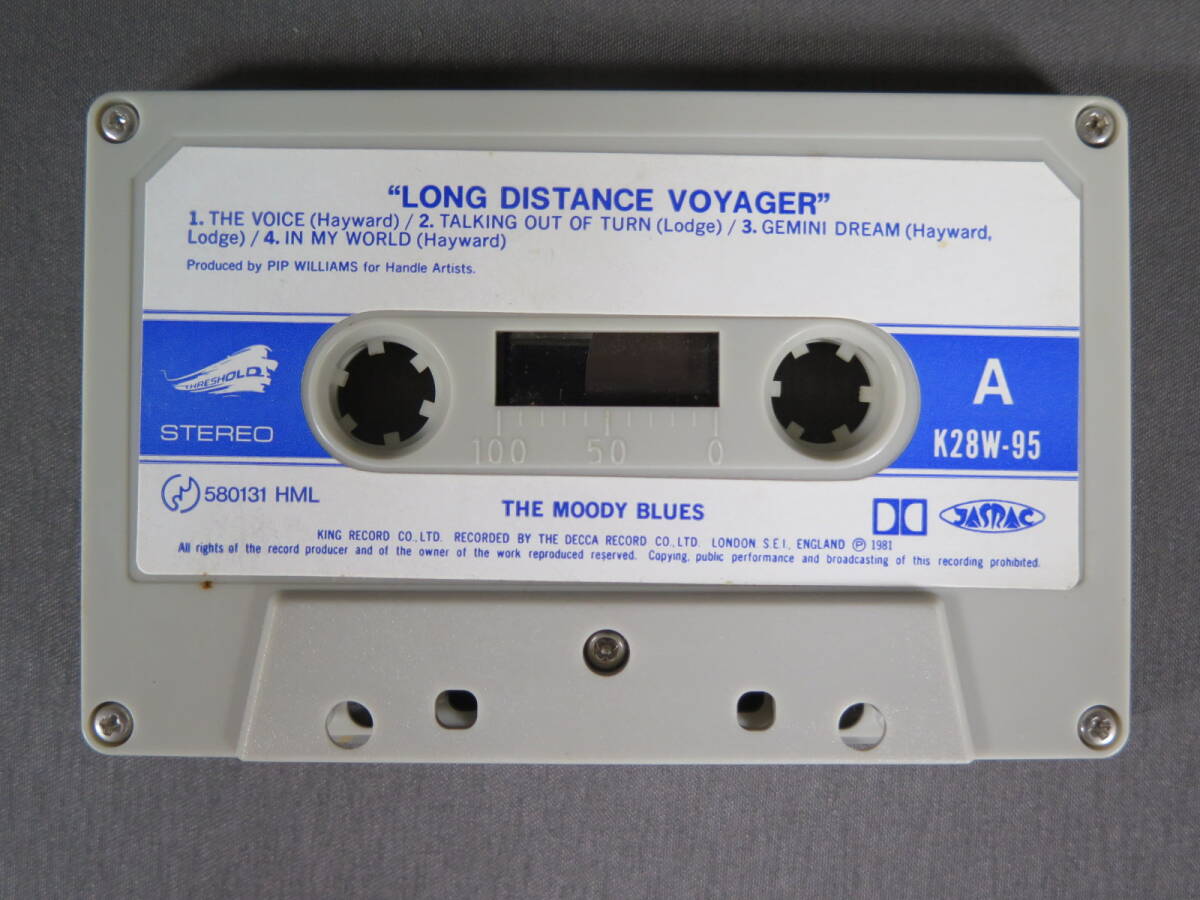 “LONG DISTANCE VOYAGER”
1. THE VOICE (Hayward) / 2. TALKING OUT OF TURN (Lodge) / 3. GEMINI DREAM (Hayward,
Lodge) / 4. IN MY WORLD (Hayward)
Produced by PIP WILLIAMS for Handle Artists.
THRESHOLD
STEREO
100 50 0
A
K28W-95
580131 HML
THE MOODY BLUES
JASRAC
KING RECORD CO., LTD. RECORDED BY THE DECCA RECORD CO., LTD. LONDON S.E.I., ENGLAND Ⓟ 1981
All rights of the record producer and of the owner of the work reproduced reserved. Copying, public performance and broadcasting of this recording prohibited.